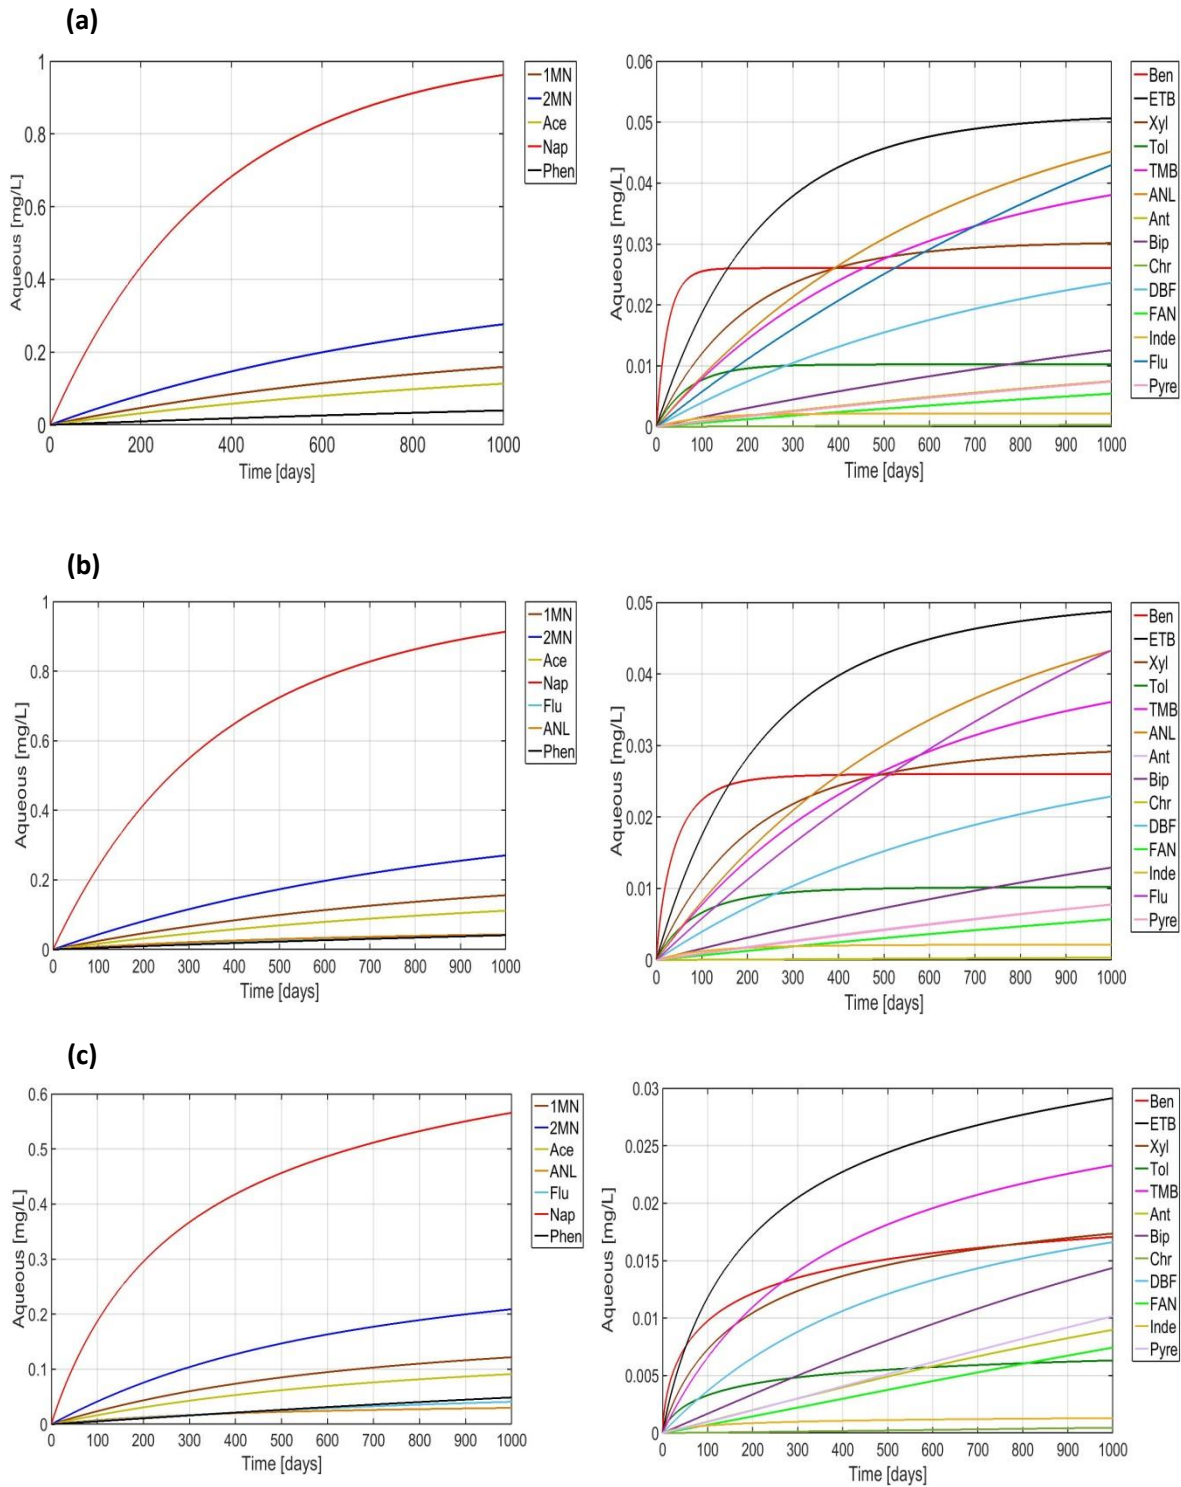 (a)
1
0.8
0.6
0.4
0.2
0
Aqueous [mg/L]
200
400
600
800
1000
Time [days]
1MN
2MN
Ace
Nap
Phen
0.06
0.05
0.04
0.03
0.02
0.01
0
Aqueous [mg/L]
0 100 200 300 400 500 600 700 800 900 1000
Time [days]
Ben
ETB
Xyl
Tol
TMB
ANL
Ant
Bip
Chr
DBF
FAN
Inde
Flu
Pyre
(b)
1
0.8
0.6
0.4
0.2
0
Aqueous [mg/L]
0 100 200 300 400 500 600 700 800 900 1000
Time [days]
1MN
2MN
Ace
Nap
Flu
ANL
Phen
0.05
0.04
0.03
0.02
0.01
0
Aqueous [mg/L]
0 100 200 300 400 500 600 700 800 900 1000
Time [days]
Ben
ETB
Xyl
Tol
TMB
ANL
Ant
Bip
Chr
DBF
FAN
Inde
Flu
Pyre
(c)
0.6
0.5
0.4
0.3
0.2
0.1
0
Aqueous [mg/L]
0 100 200 300 400 500 600 700 800 900 1000
Time [days]
1MN
2MN
Ace
ANL
Flu
Nap
Phen
0.03
0.025
0.02
0.015
0.01
0.005
0
Aqueous [mg/L]
0 100 200 300 400 500 600 700 800 900 1000
Time [days]
Ben
ETB
Xyl
Tol
TMB
Ant
Bip
Chr
DBF
FAN
Inde
Pyre